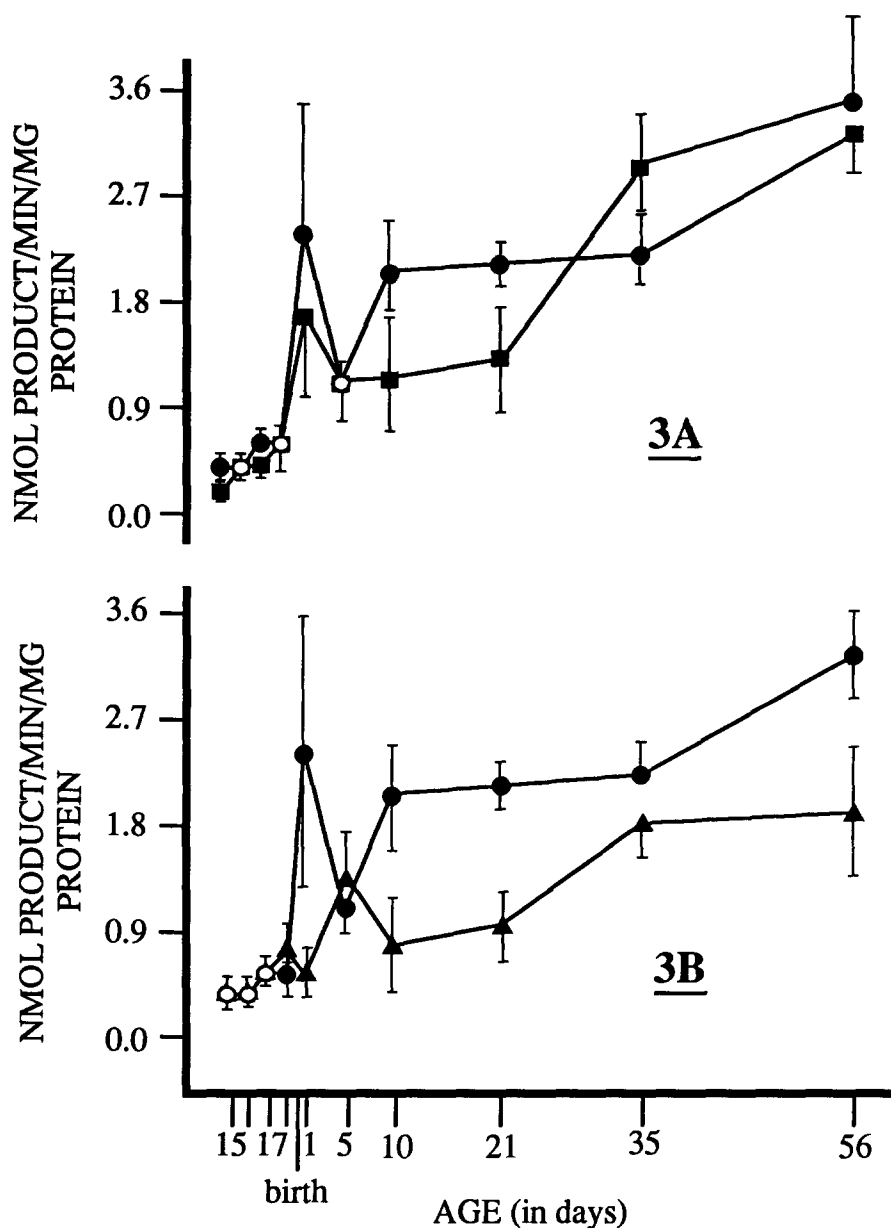 NMOL PRODUCT/MIN/MG
PROTEIN
3.6
2.7
1.8
0.9
0.0
3A
NMOL PRODUCT/MIN/MG
PROTEIN
3.6
2.7
1.8
0.9
0.0
3B
15 17 1 5 10 21 35 56
birth
AGE (in days)